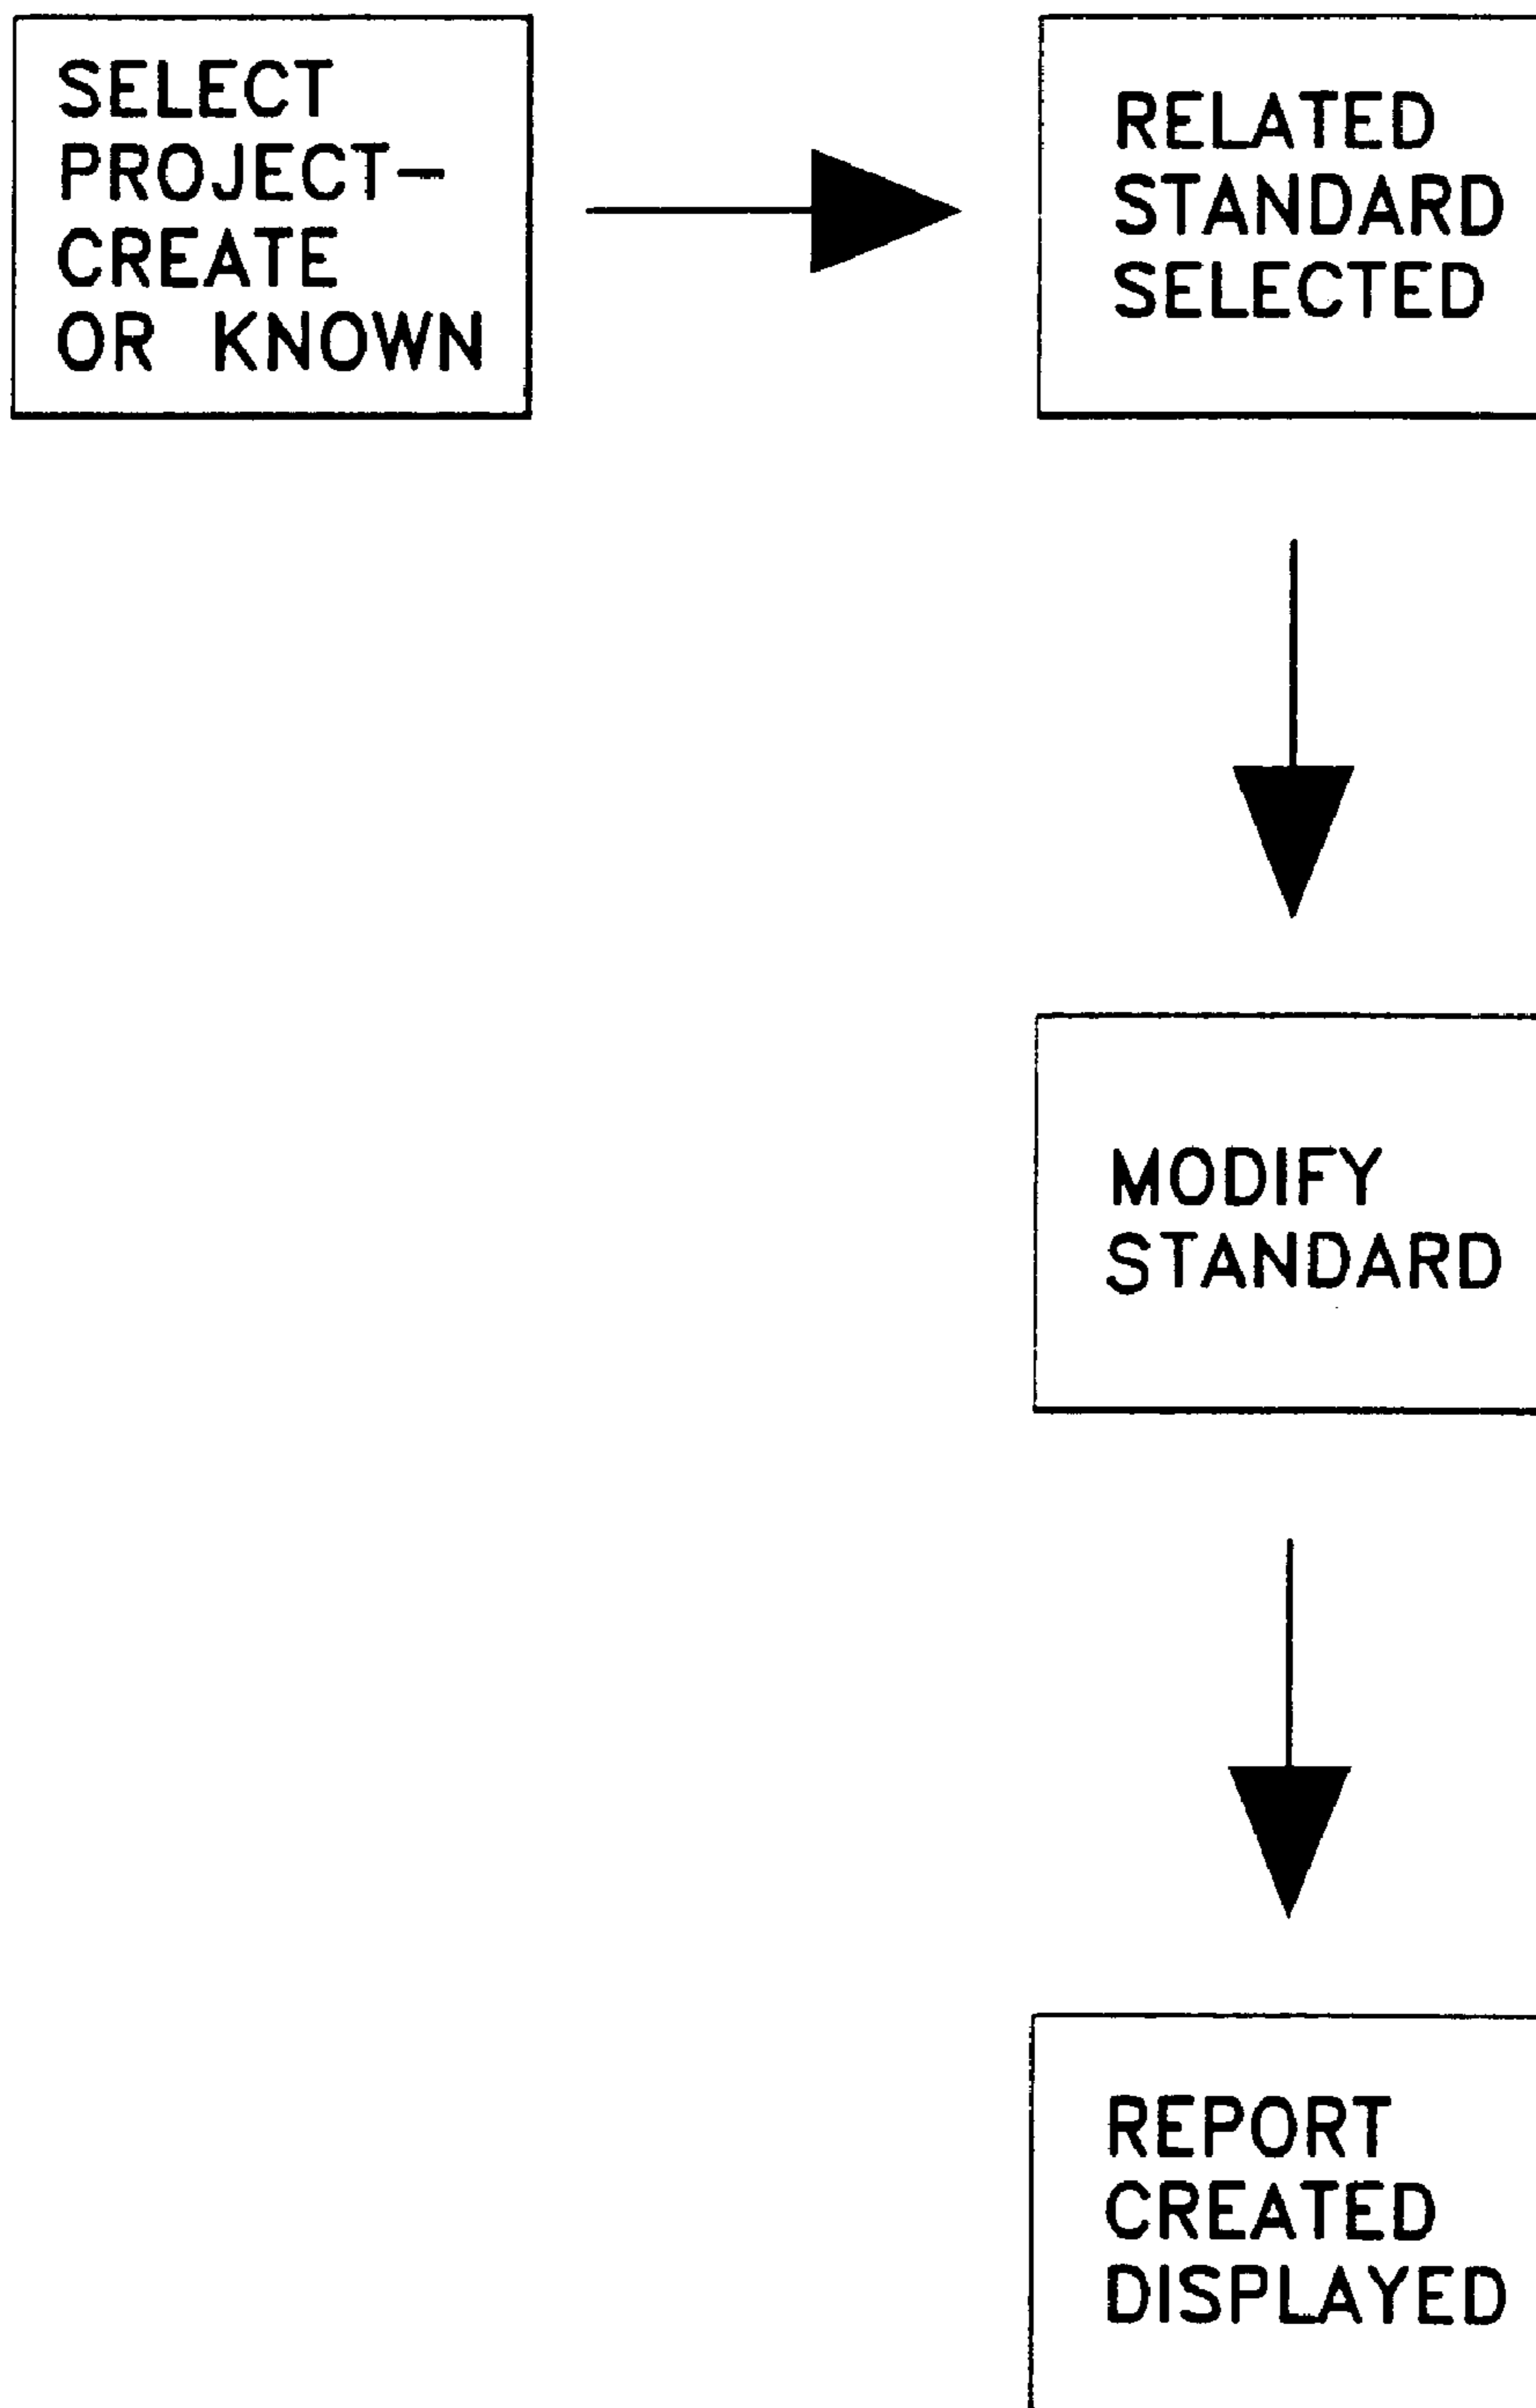 SELECT
PROJECT-
CREATE
OR KNOWN
RELATED
STANDARD
SELECTED
MODIFY
STANDARD
REPORT
CREATED
DISPLAYED